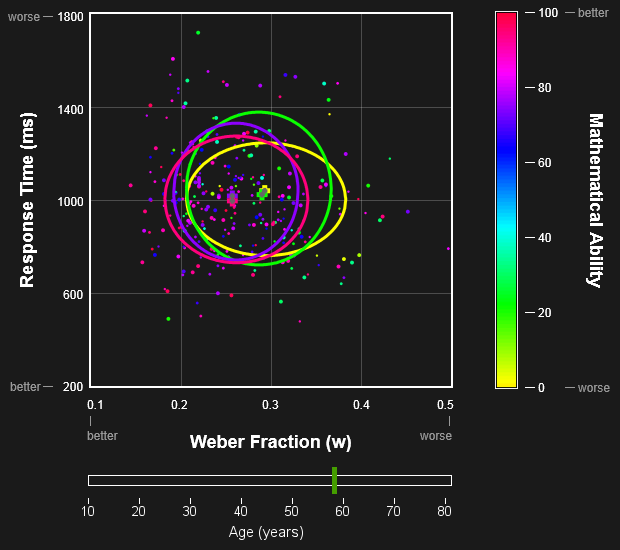 worse
1800
1400
1000
600
200
better
Response Time (ms)
0.1
0.2
0.3
0.4
0.5
better
worse
Weber Fraction (w)
100
80
60
40
20
0
better
worse
Mathematical Ability
10
20
30
40
50
60
70
80
Age (years)